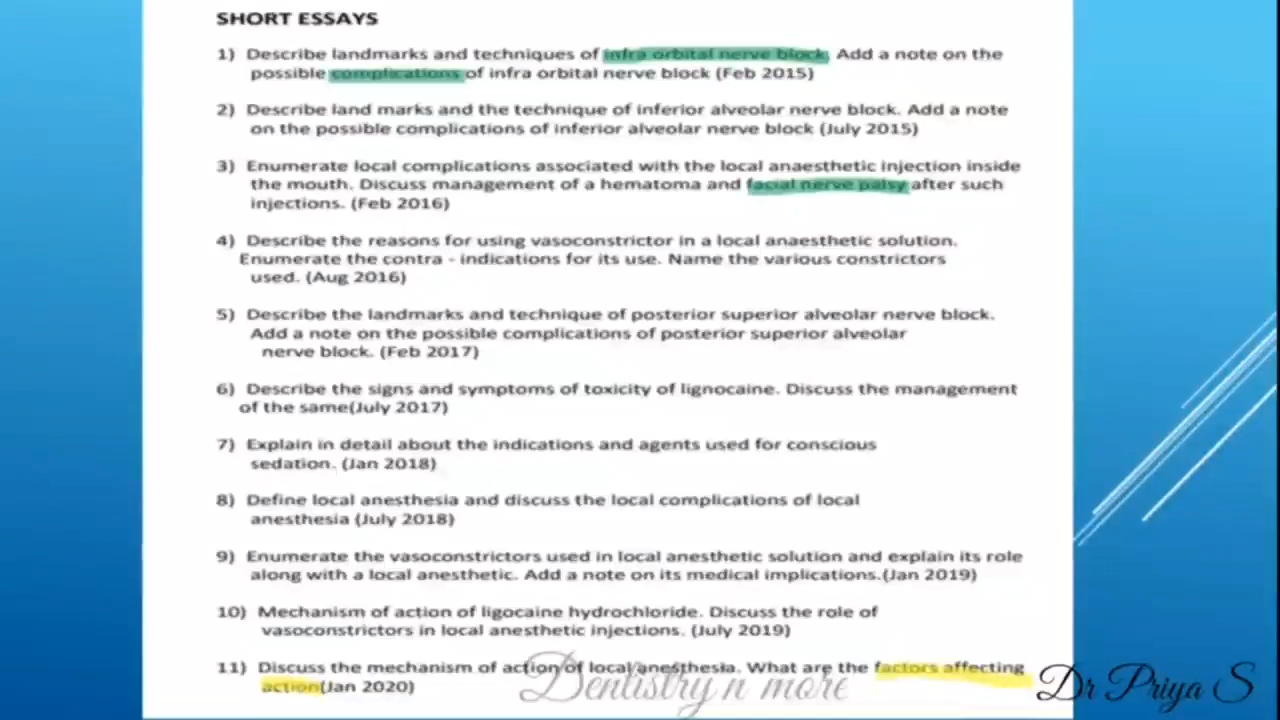 SHORT ESSAYS
1) Describe landmarks and techniques of infra orbital nerve block. Add a note on the
possible complications of infra orbital nerve block (Feb 2015)
2) Describe land marks and the technique of inferior alveolar nerve block. Add a note
on the possible complications of inferior alveolar nerve block (July 2015)
3) Enumerate local complications associated with the local anaesthetic injection inside
the mouth. Discuss management of a hematoma and facial nerve palsy after such
injections. (Feb 2016)
4) Describe the reasons for using vasoconstrictor in a local anaesthetic solution.
Enumerate the contra - indications for its use. Name the various constrictors
used. (Aug 2016)
5) Describe the landmarks and technique of posterior superior alveolar nerve block.
Add a note on the possible complications of posterior superior alveolar
nerve block. (Feb 2017)
6) Describe the signs and symptoms of toxicity of lignocaine. Discuss the management
of the same(July 2017)
7) Explain in detail about the indications and agents used for conscious
sedation. (Jan 2018)
8) Define local anesthesia and discuss the local complications of local
anesthesia (July 2018)
9) Enumerate the vasoconstrictors used in local anesthetic solution and explain its role
along with a local anesthetic. Add a note on its medical implications.(Jan 2019)
10) Mechanism of action of ligocaine hydrochloride. Discuss the role of
vasoconstrictors in local anesthetic injections. (July 2019)
11) Discuss the mechanism of action of local anesthesia. What are the factors affecting
action(Jan 2020)
Dentistry n more
Dr Priya S